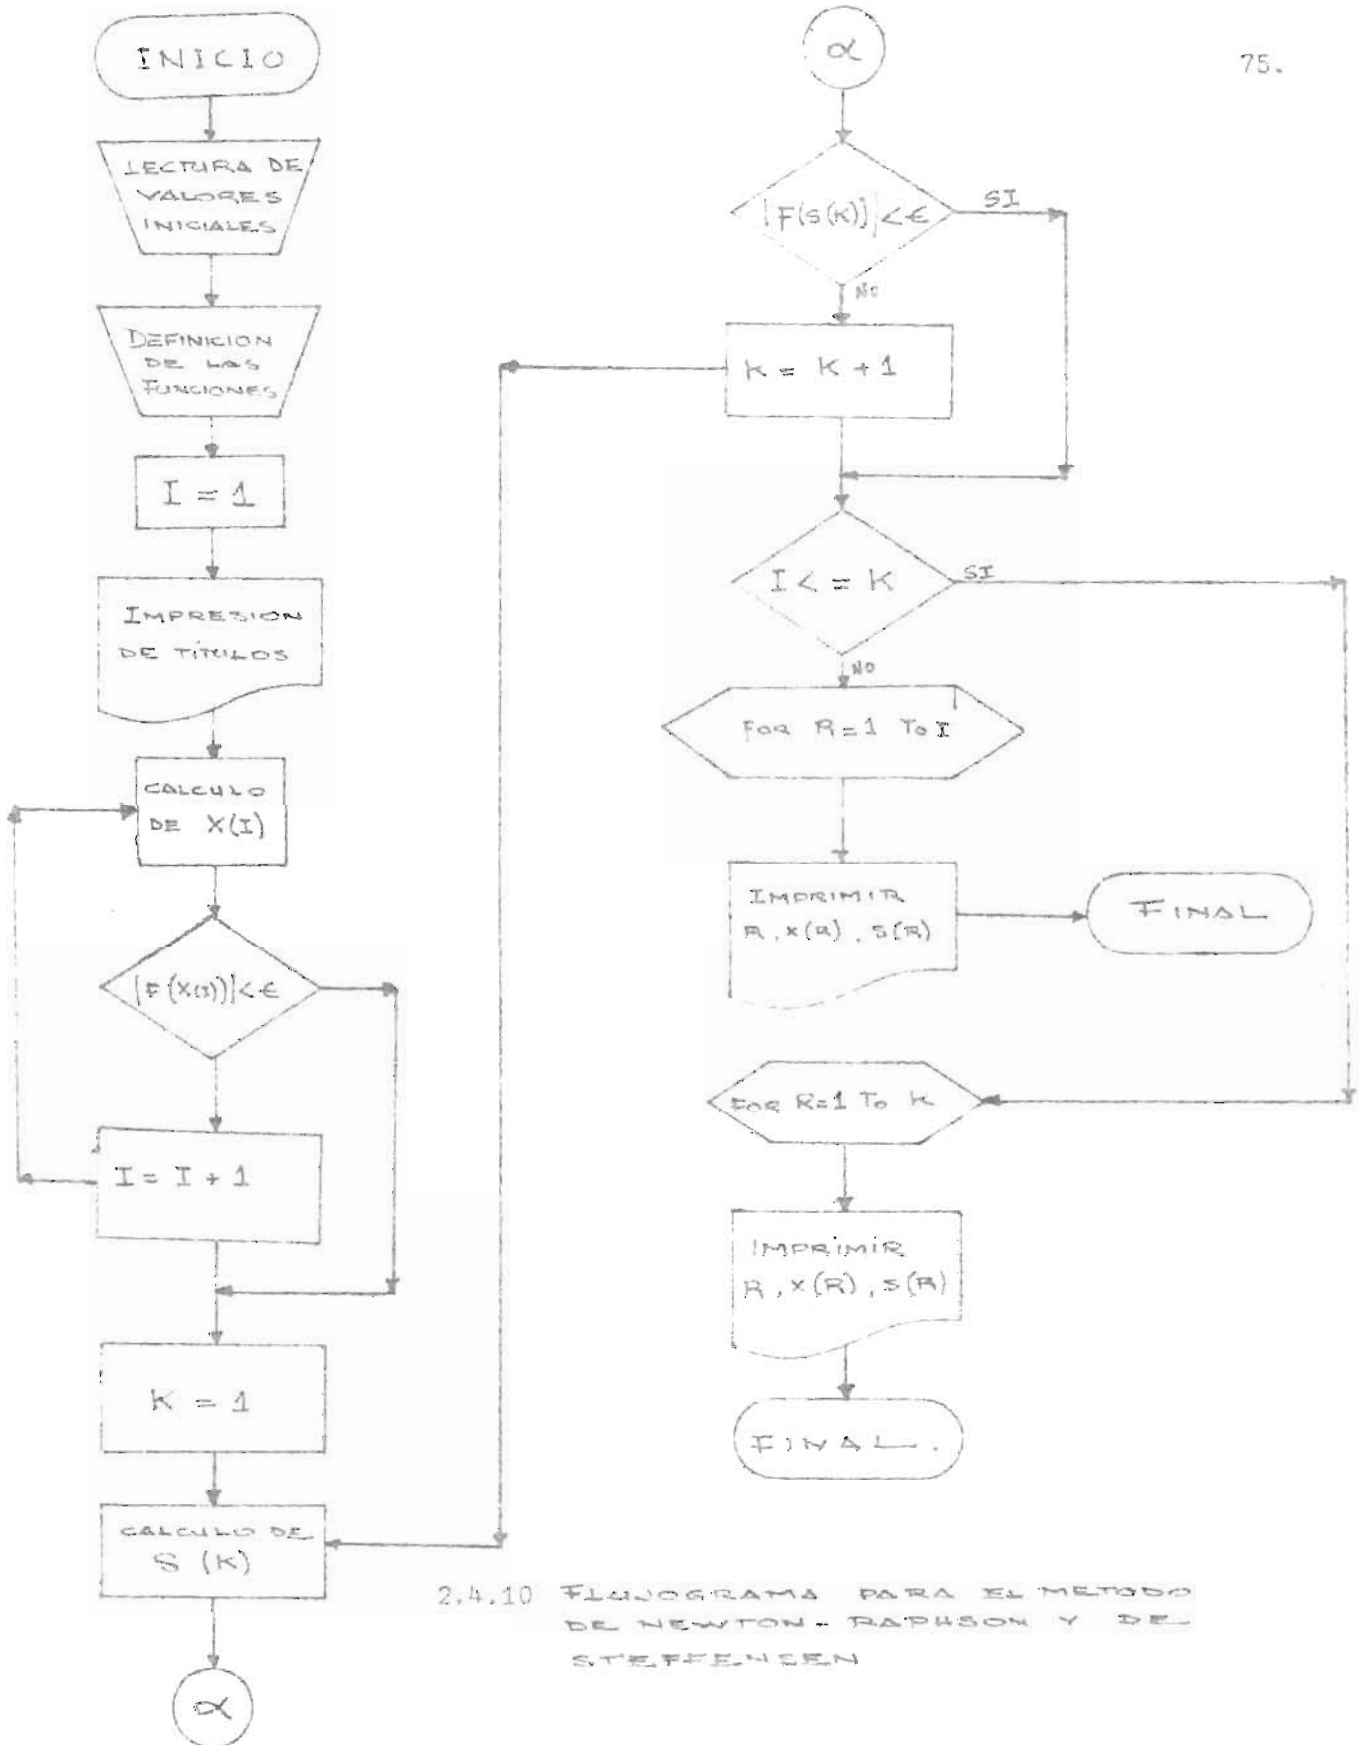 75.
INICIO
LECTURA DE
VALORES
INICIALES
DEFINICION
DE LAS
FUNCIONES
I = 1
IMPRESION
DE TÍTULOS
CALCULO
DE X(I)
|F(X(I))|<ϵ
I = I + 1
K = 1
CALCULO DE
S (K)
α
α
|F(S(K))|<ϵ
SI
NO
K = K + 1
I < = K
SI
NO
FOR R=1 TO I
IMPRIMIR
R, X(R), S(R)
FINAL
FOR R=1 TO K
IMPRIMIR
R, X(R), S(R)
FINAL.
2.4.10 FLUJOGRAMA PARA EL METODO
DE NEWTON-RAPHSON Y DE
STEFFENSEN